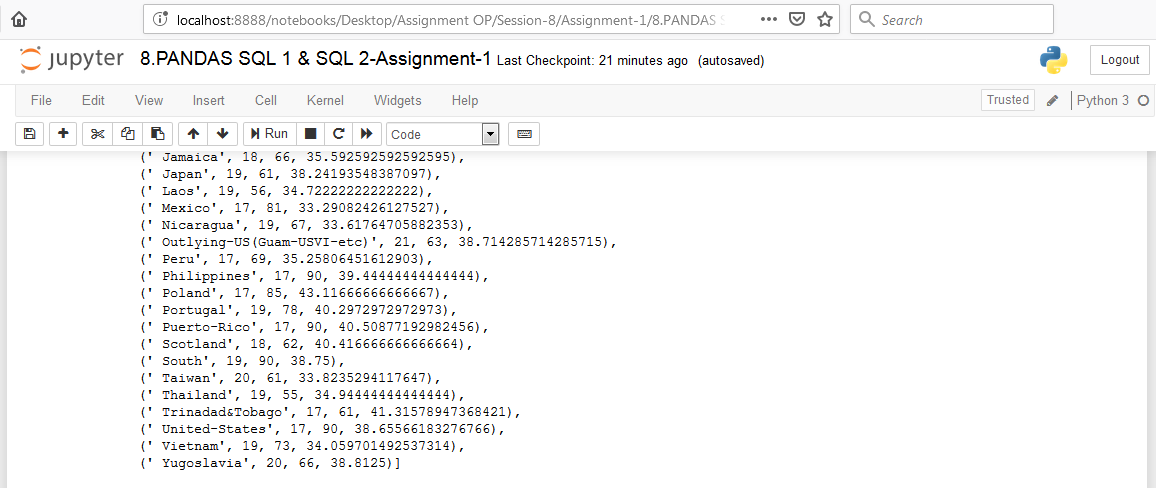 localhost:8888/notebooks/Desktop/Assignment OP/Session-8/Assignment-1/8.PANDAS S
Search
jupyter 8.PANDAS SQL 1 & SQL 2-Assignment-1 Last Checkpoint: 21 minutes ago (autosaved)
Logout
File Edit View Insert Cell Kernel Widgets Help
Trusted
Python 3
Run
Code
(' Jamaica', 18, 66, 35.592592592592595),
(' Japan', 19, 61, 38.24193548387097),
(' Laos', 19, 56, 34.72222222222222),
(' Mexico', 17, 81, 33.29082426127527),
(' Nicaragua', 19, 67, 33.61764705882353),
(' Outlying-US(Guam-USVI-etc)', 21, 63, 38.714285714285715),
(' Peru', 17, 69, 35.25806451612903),
(' Philippines', 17, 90, 39.44444444444444),
(' Poland', 17, 85, 43.11666666666667),
(' Portugal', 19, 78, 40.2972972972973),
(' Puerto-Rico', 17, 90, 40.50877192982456),
(' Scotland', 18, 62, 40.416666666666664),
(' South', 19, 90, 38.75),
(' Taiwan', 20, 61, 33.8235294117647),
(' Thailand', 19, 55, 34.94444444444444),
(' Trinadad&Tobago', 17, 61, 41.31578947368421),
(' United-States', 17, 90, 38.65566183276766),
(' Vietnam', 19, 73, 34.059701492537314),
(' Yugoslavia', 20, 66, 38.8125)]